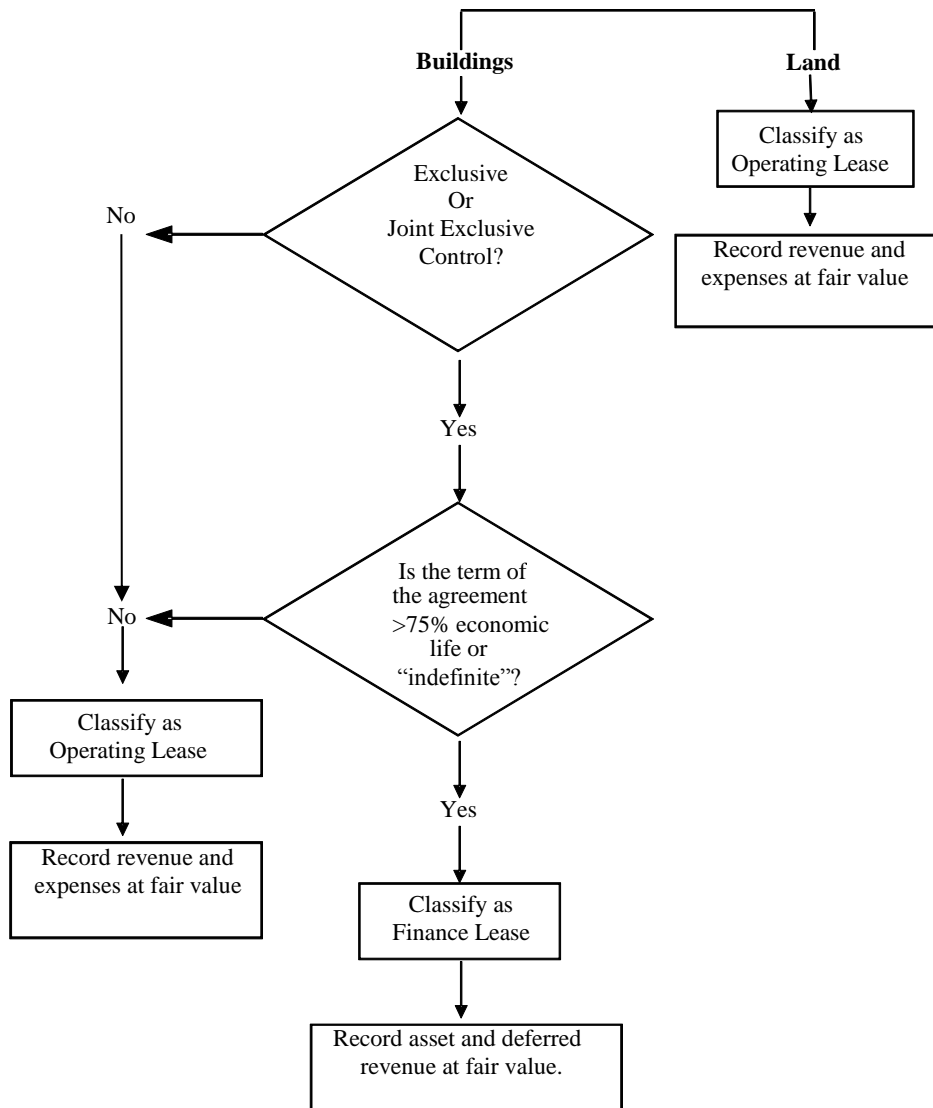 Buildings
Land
Classify as
Operating Lease
Record revenue and
expenses at fair value
Exclusive
Or
Joint Exclusive
Control?
No
Yes
Is the term of
the agreement
>75% economic
life or
“indefinite”?
No
Classify as
Operating Lease
Record revenue and
expenses at fair value
Yes
Classify as
Finance Lease
Record asset and deferred
revenue at fair value.